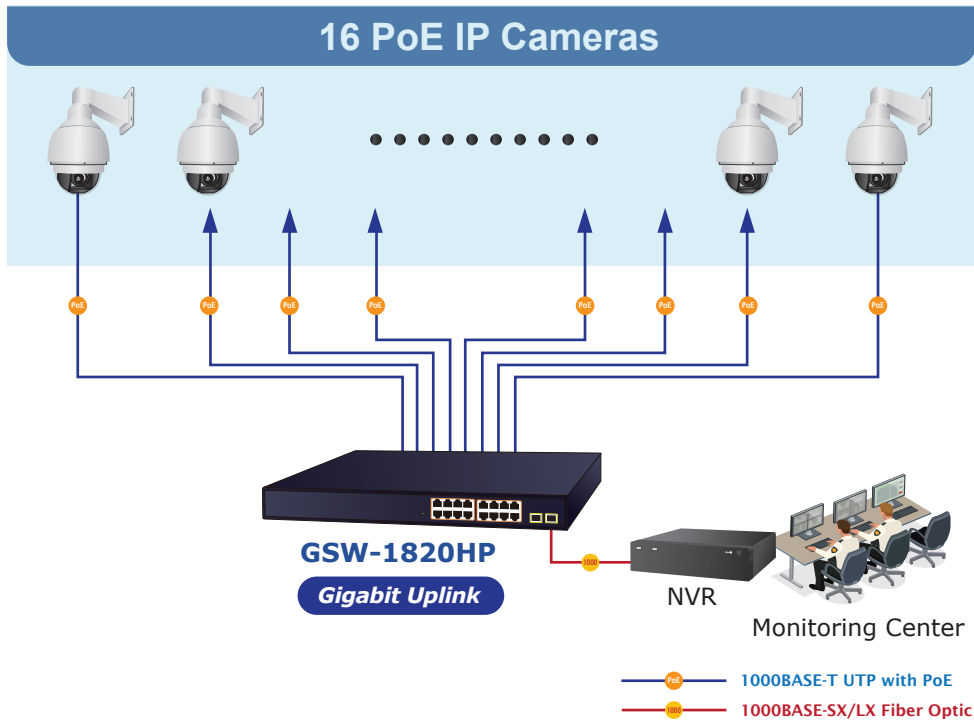 16 PoE IP Cameras
PoE PoE PoE PoE PoE PoE PoE PoE
GSW-1820HP
Gigabit Uplink
1000
NVR
Monitoring Center
PoE 1000BASE-T UTP with PoE
1000 1000BASE-SX/LX Fiber Optic